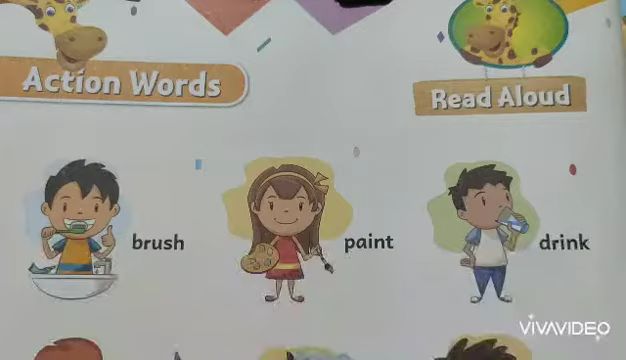 Action Words
Read Aloud
brush
paint
drink
VIVAVIDEO